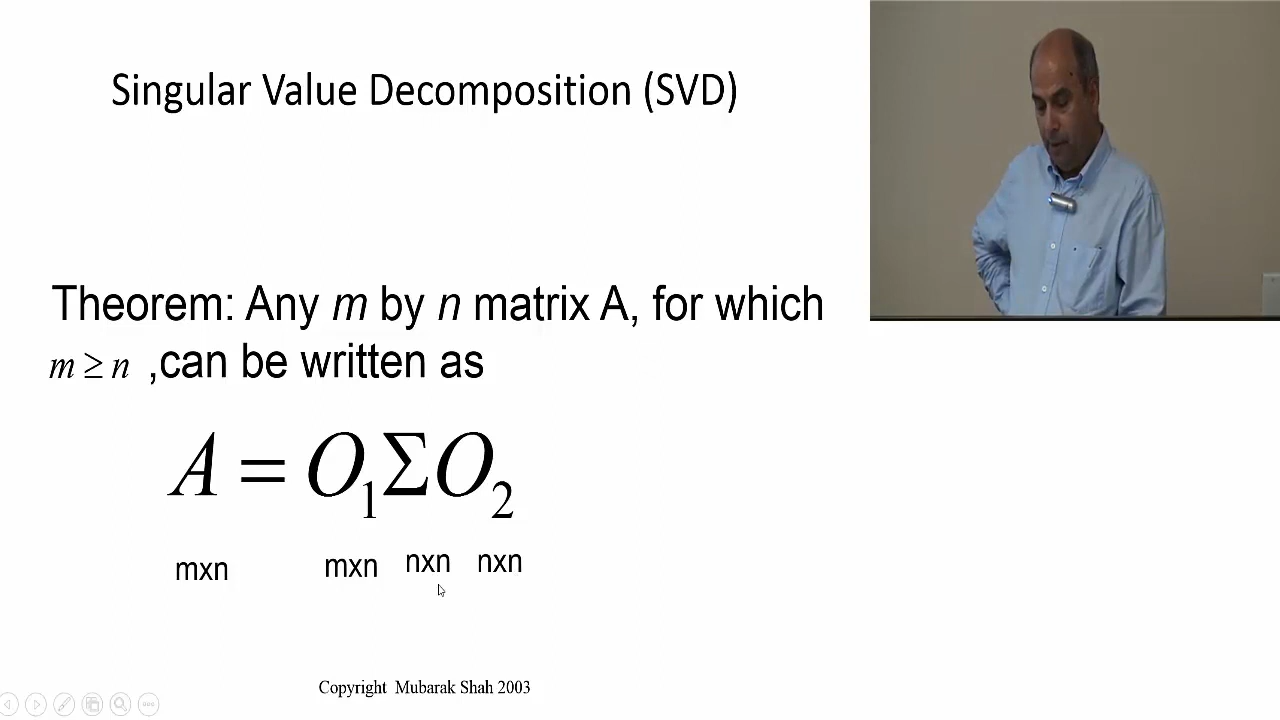 Singular Value Decomposition (SVD)
Theorem: Any m by n matrix A, for which
m ≥ n ,can be written as
A = O₁ΣO₂
mxn mxn nxn nxn
Copyright Mubarak Shah 2003